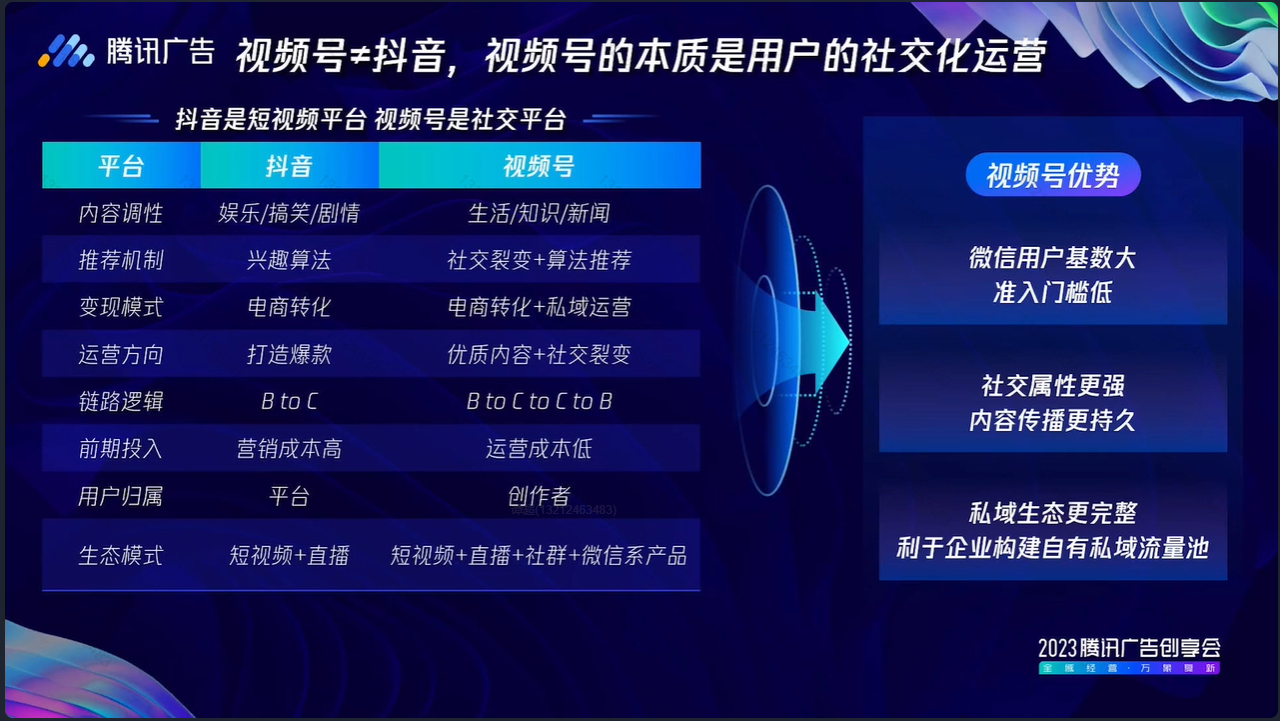 腾讯广告
视频号≠抖音，视频号的本质是用户的社交化运营
抖音是短视频平台 视频号是社交平台
平台 抖音 视频号
内容调性 娱乐/搞笑/剧情 生活/知识/新闻
推荐机制 兴趣算法 社交裂变+算法推荐
变现模式 电商转化 电商转化+私域运营
运营方向 打造爆款 优质内容+社交裂变
链路逻辑 B to C B to C to C to B
前期投入 营销成本高 运营成本低
用户归属 平台 创作者
生态模式 短视频+直播 短视频+直播+社群+微信系产品
视频号优势
微信用户基数大
准入门槛低
社交属性更强
内容传播更持久
私域生态更完整
利于企业构建自有私域流量池
2023腾讯广告创享会
全域经营·万象复新